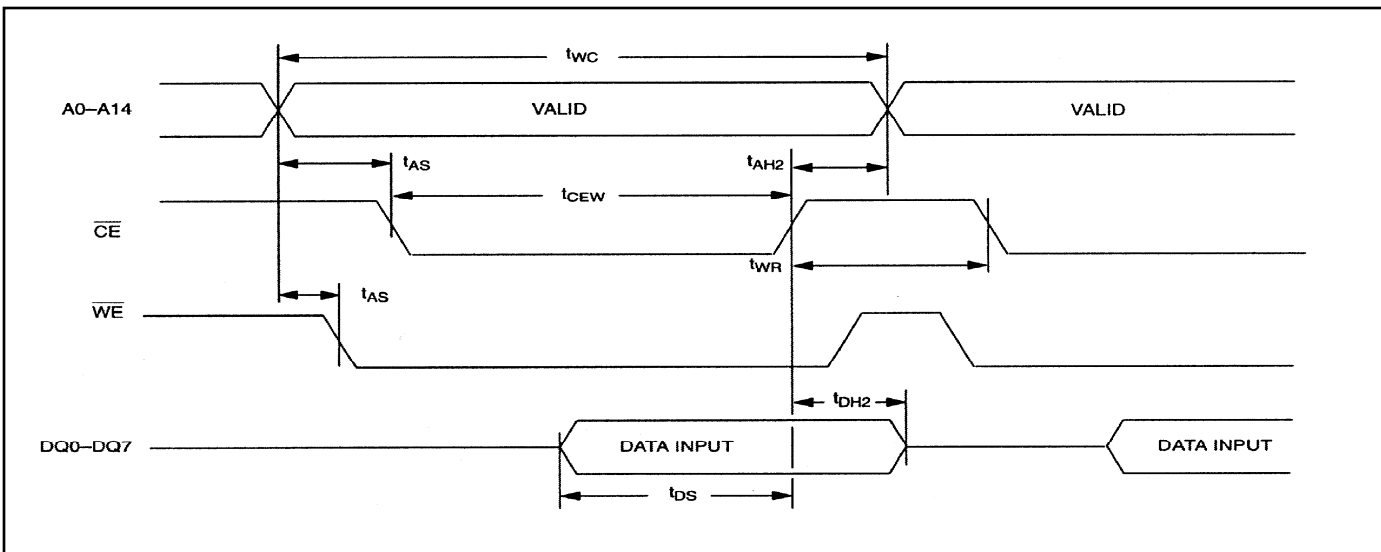 tWC
A0–A14
VALID
VALID
tAS
tAH2
tCEW
CE
tWR
tAS
WE
tDH2
DQ0–DQ7
DATA INPUT
DATA INPUT
tDS